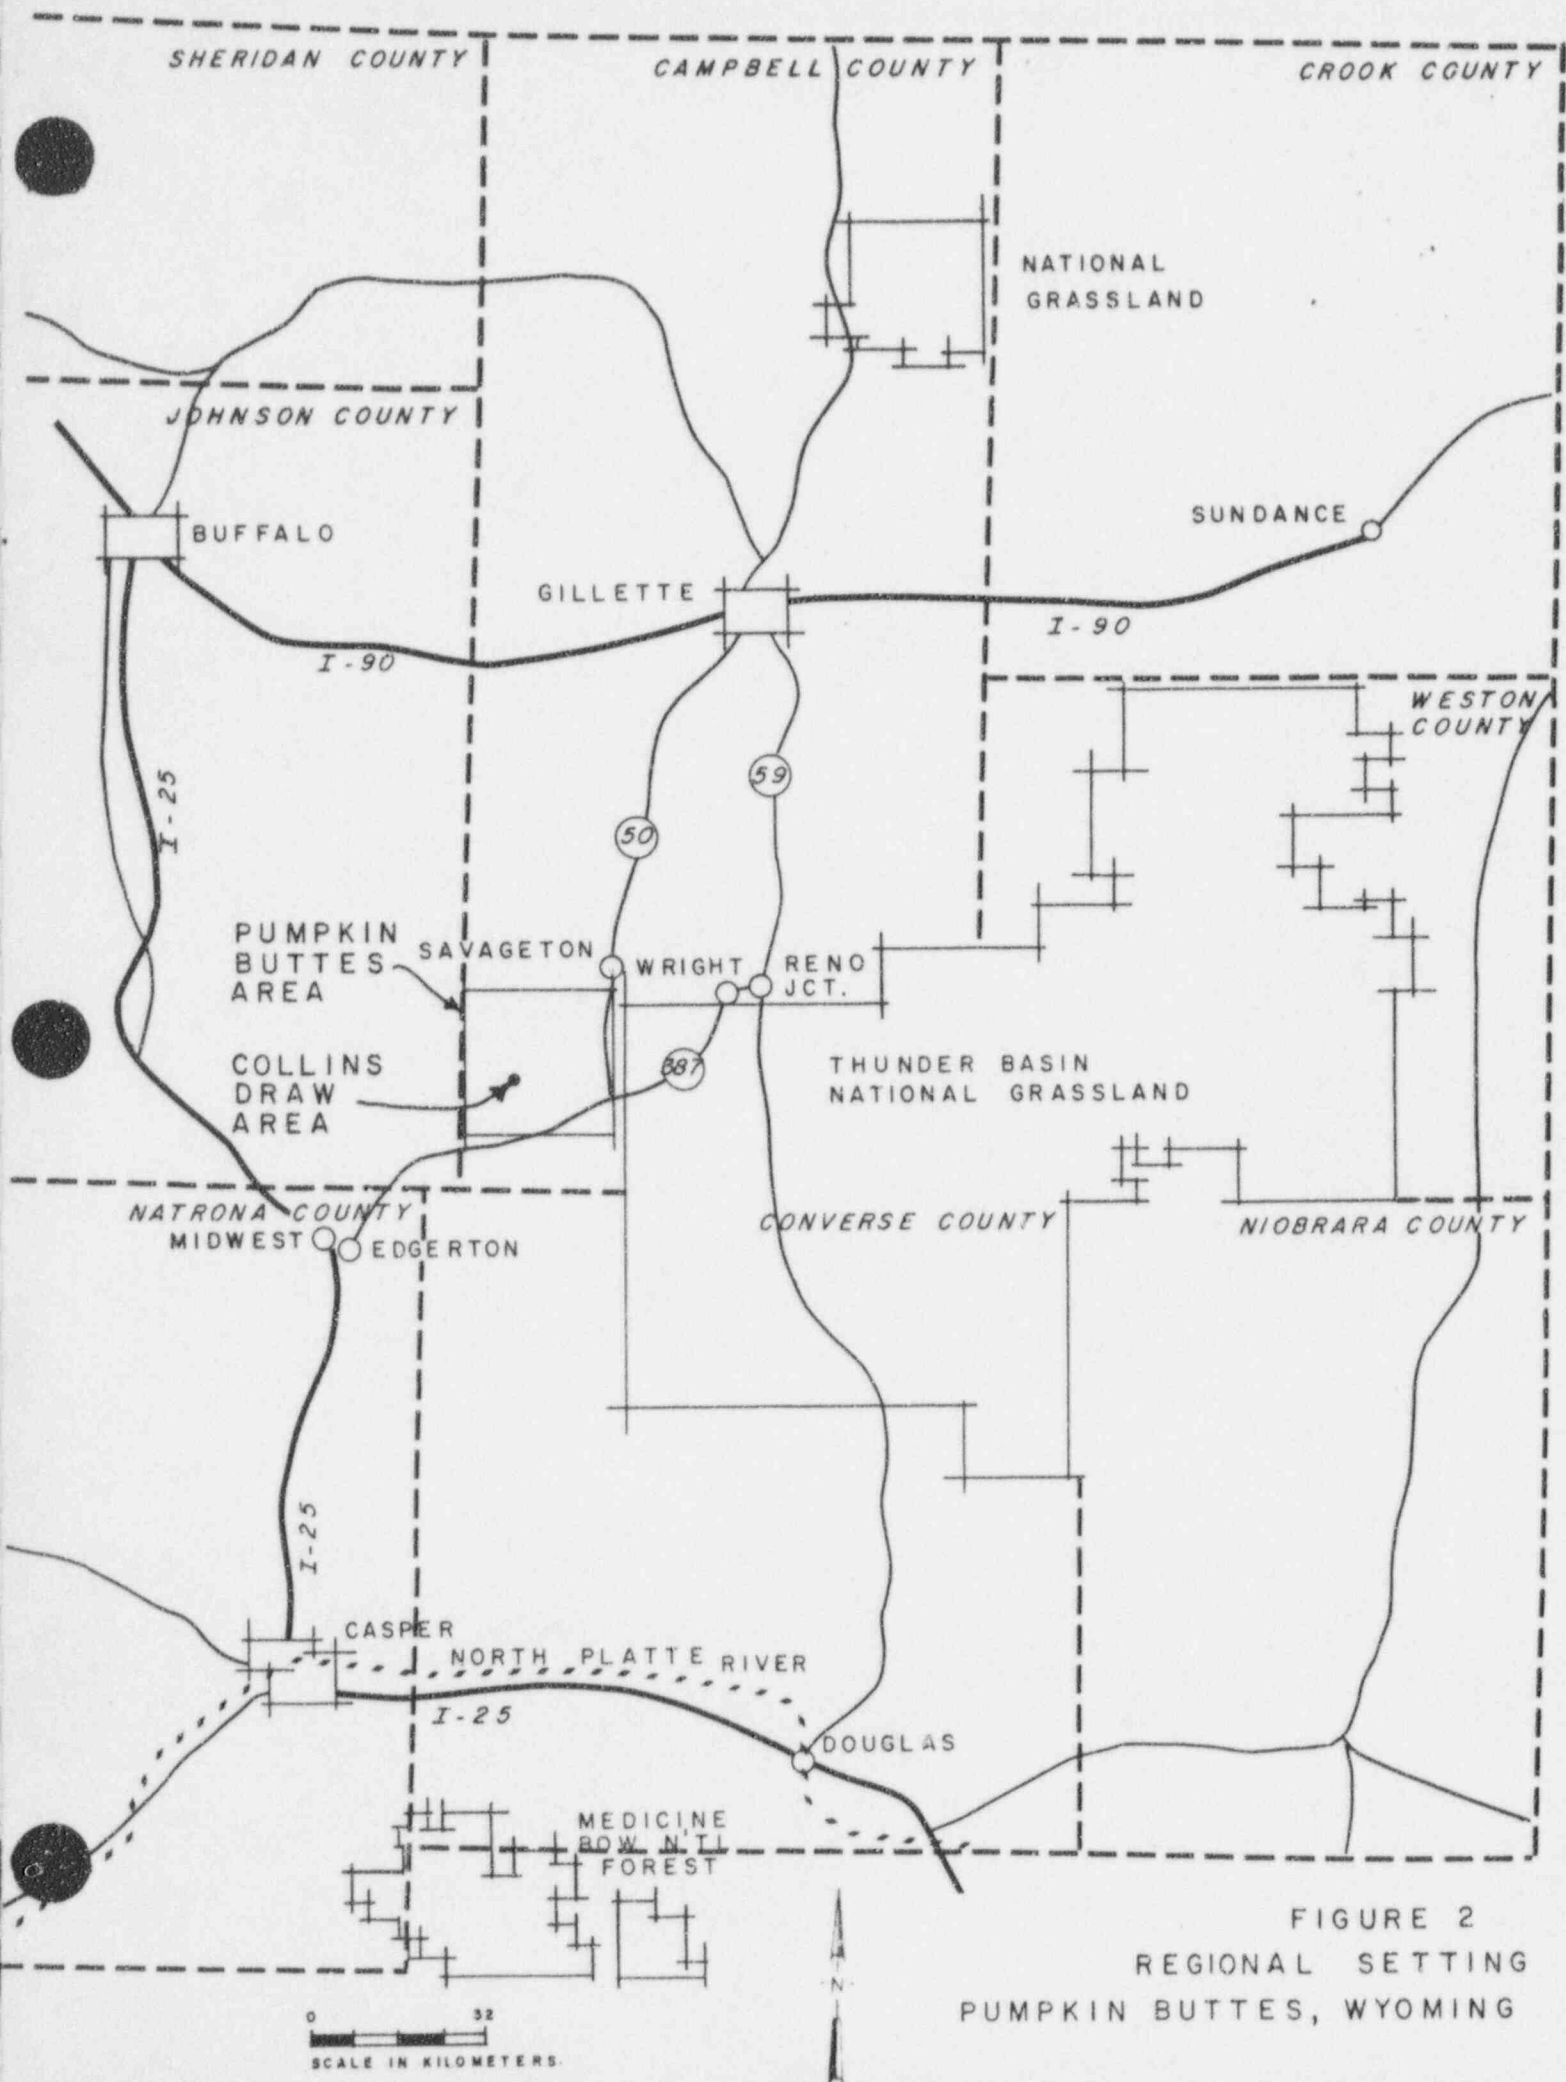 SHERIDAN COUNTY
CAMPBELL COUNTY
CROOK COUNTY
NATIONAL
GRASSLAND
JOHNSON COUNTY
BUFFALO
SUNDANCE
GILLETTE
I-90
I-90
WESTON
COUNTY
I-25
59
50
PUMPKIN
BUTTES
AREA
SAVAGETON
WRIGHT
RENO
JCT.
387
COLLINS
DRAW
AREA
THUNDER BASIN
NATIONAL GRASSLAND
NATRONA COUNTY
MIDWEST
EDGERTON
CONVERSE COUNTY
NIOBRARA COUNTY
I-25
CASPER
NORTH PLATTE RIVER
I-25
DOUGLAS
MEDICINE
BOW N'TL
FOREST
N
0 32
SCALE IN KILOMETERS.
FIGURE 2
REGIONAL SETTING
PUMPKIN BUTTES, WYOMING